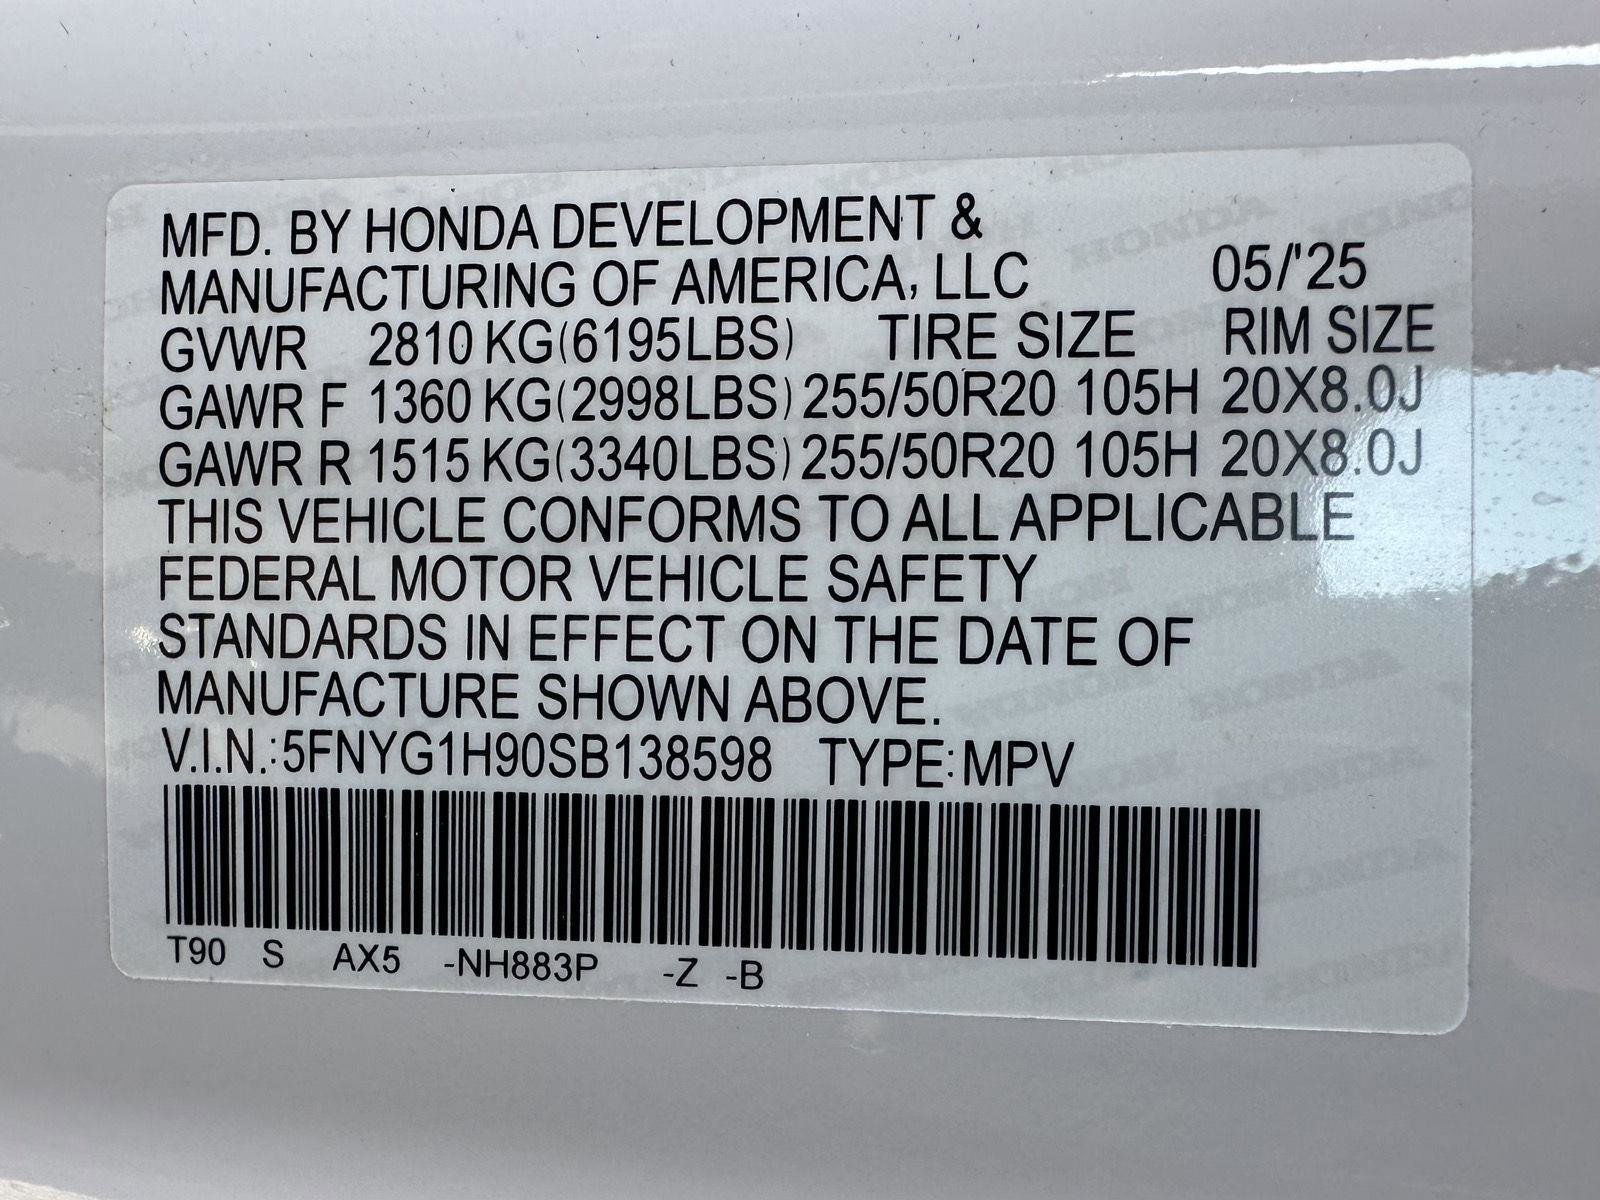 MFD. BY HONDA DEVELOPMENT &
MANUFACTURING OF AMERICA, LLC 05/'25
GVWR 2810 KG(6195LBS) TIRE SIZE RIM SIZE
GAWR F 1360 KG(2998LBS) 255/50R20 105H 20X8.0J
GAWR R 1515 KG(3340LBS) 255/50R20 105H 20X8.0J
THIS VEHICLE CONFORMS TO ALL APPLICABLE
FEDERAL MOTOR VEHICLE SAFETY
STANDARDS IN EFFECT ON THE DATE OF
MANUFACTURE SHOWN ABOVE.
V.I.N.:5FNYG1H90SB138598 TYPE:MPV
T90 S AX5 -NH883P -Z -B